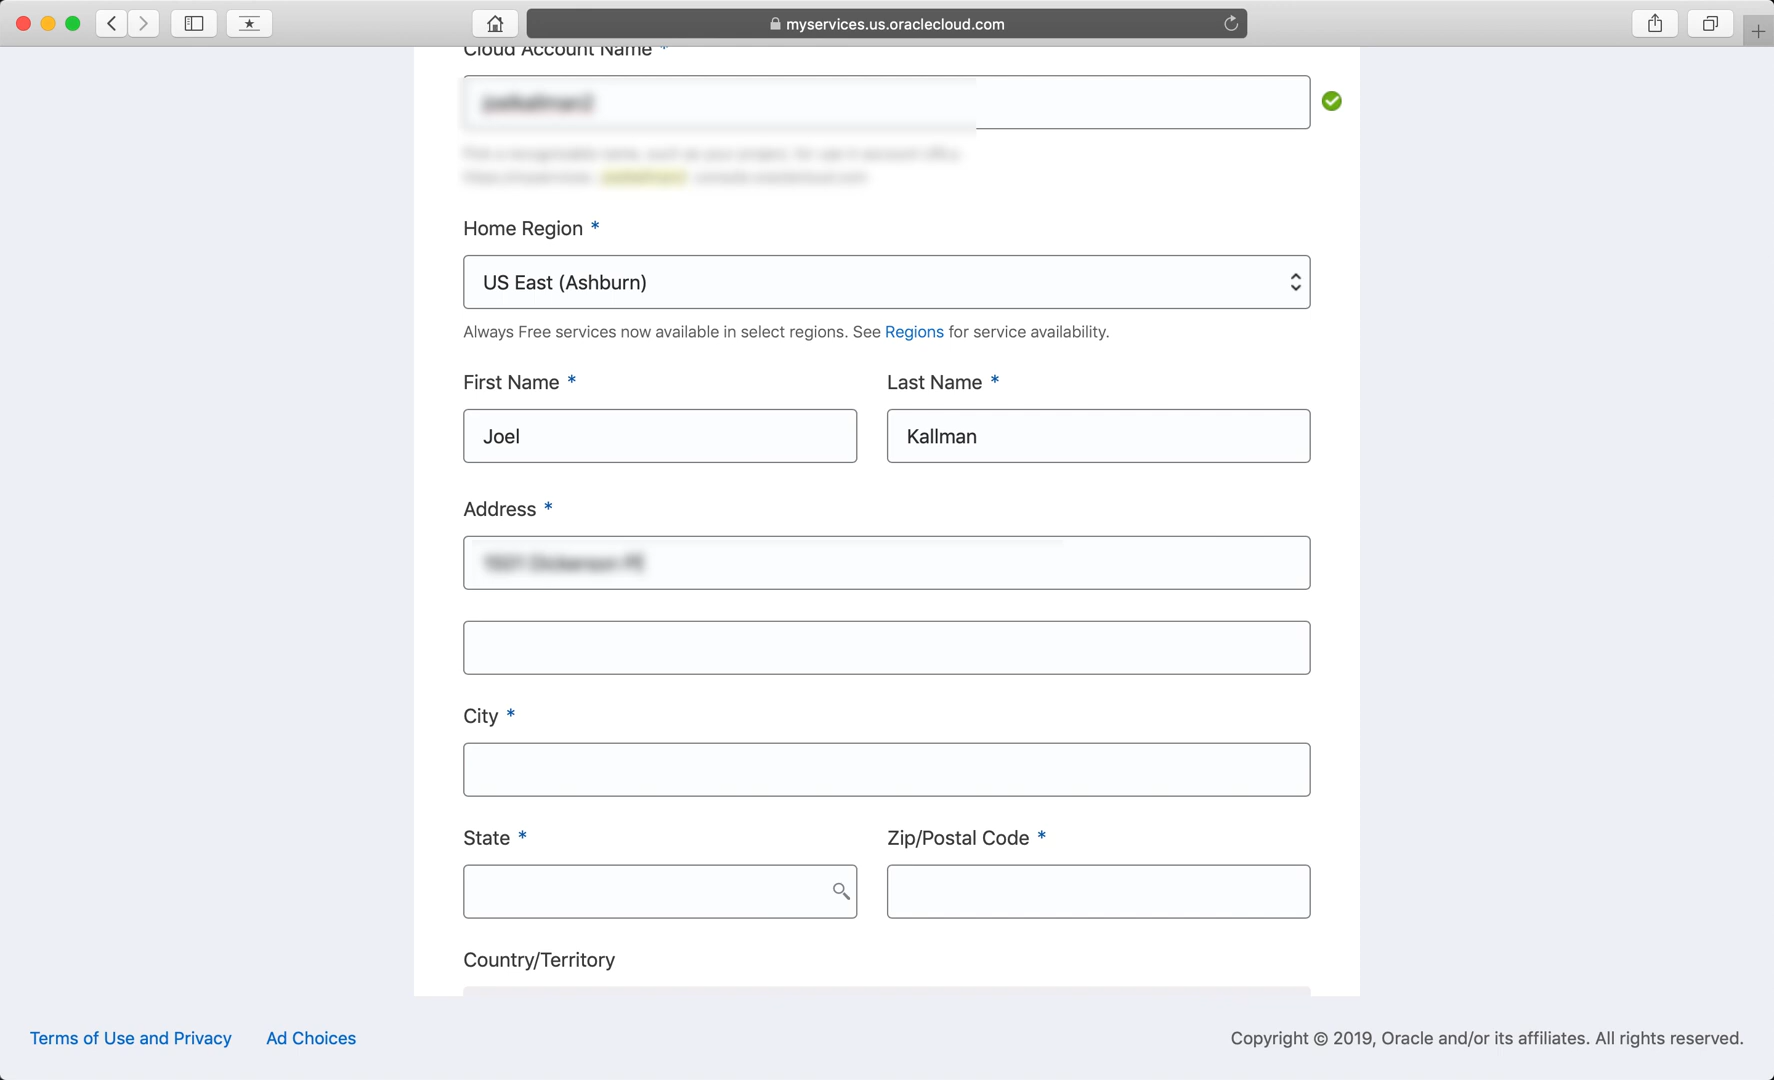 myservices.us.oraclecloud.com
Cloud Account Name *
Home Region *
US East (Ashburn)
Always Free services now available in select regions. See Regions for service availability.
First Name *
Last Name *
Joel
Kallman
Address *
City *
State *
Zip/Postal Code *
Country/Territory
Terms of Use and Privacy
Ad Choices
Copyright © 2019, Oracle and/or its affiliates. All rights reserved.